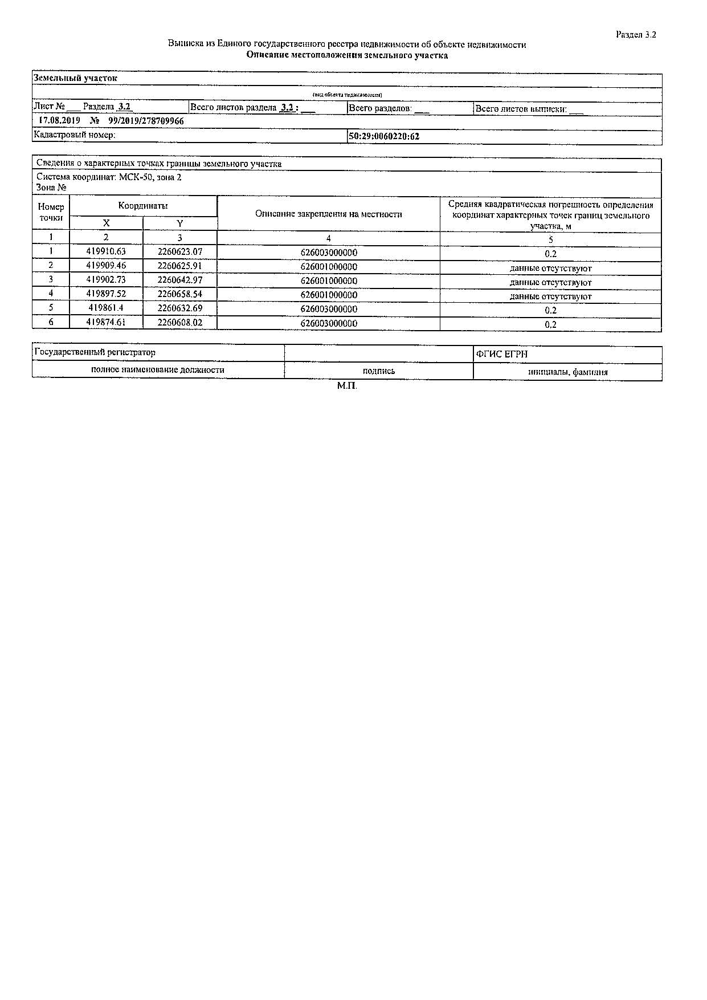 Раздел 3.2
Выписка из Единого государственного реестра недвижимости об объекте недвижимости
Описание местоположения земельного участка
Земельный участок
(вид объекта недвижимости)
Лист № ___ Раздела 3.2 Всего листов раздела 3.2 : ___ Всего разделов: ___ Всего листов выписки: ___
17.08.2019 № 99/2019/278709966
Кадастровый номер: 50:29:0060220:62
Сведения о характерных точках границы земельного участка
Система координат: МСК-50, зона 2
Зона №
Номер точки Координаты Описание закрепления на местности Средняя квадратическая погрешность определения координат характерных точек границ земельного участка, м
X Y
1 2 3 4 5
1 419910.63 2260623.07 626003000000 0.2
2 419909.46 2260625.91 626001000000 данные отсутствуют
3 419902.73 2260642.97 626001000000 данные отсутствуют
4 419897.52 2260658.54 626001000000 данные отсутствуют
5 419861.4 2260632.69 626003000000 0.2
6 419874.61 2260608.02 626003000000 0.2
Государственный регистратор ФГИС ЕГРН
полное наименование должности подпись инициалы, фамилия
М.П.